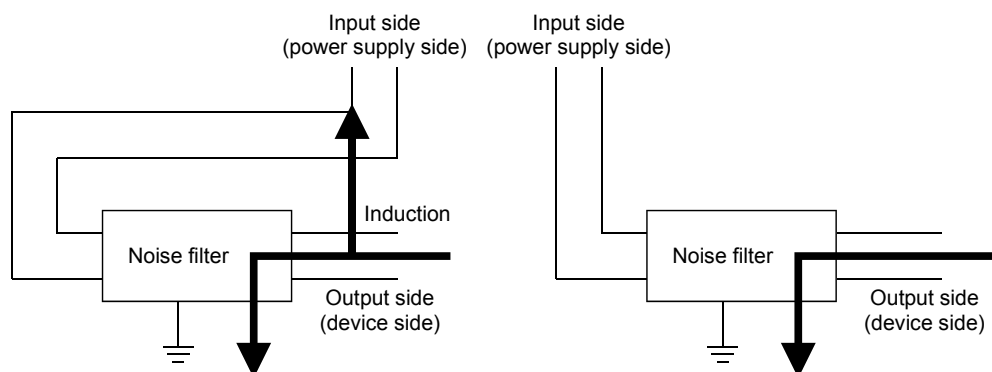 Input side
(power supply side)
Induction
Noise filter
Output side
(device side)
Input side
(power supply side)
Noise filter
Output side
(device side)